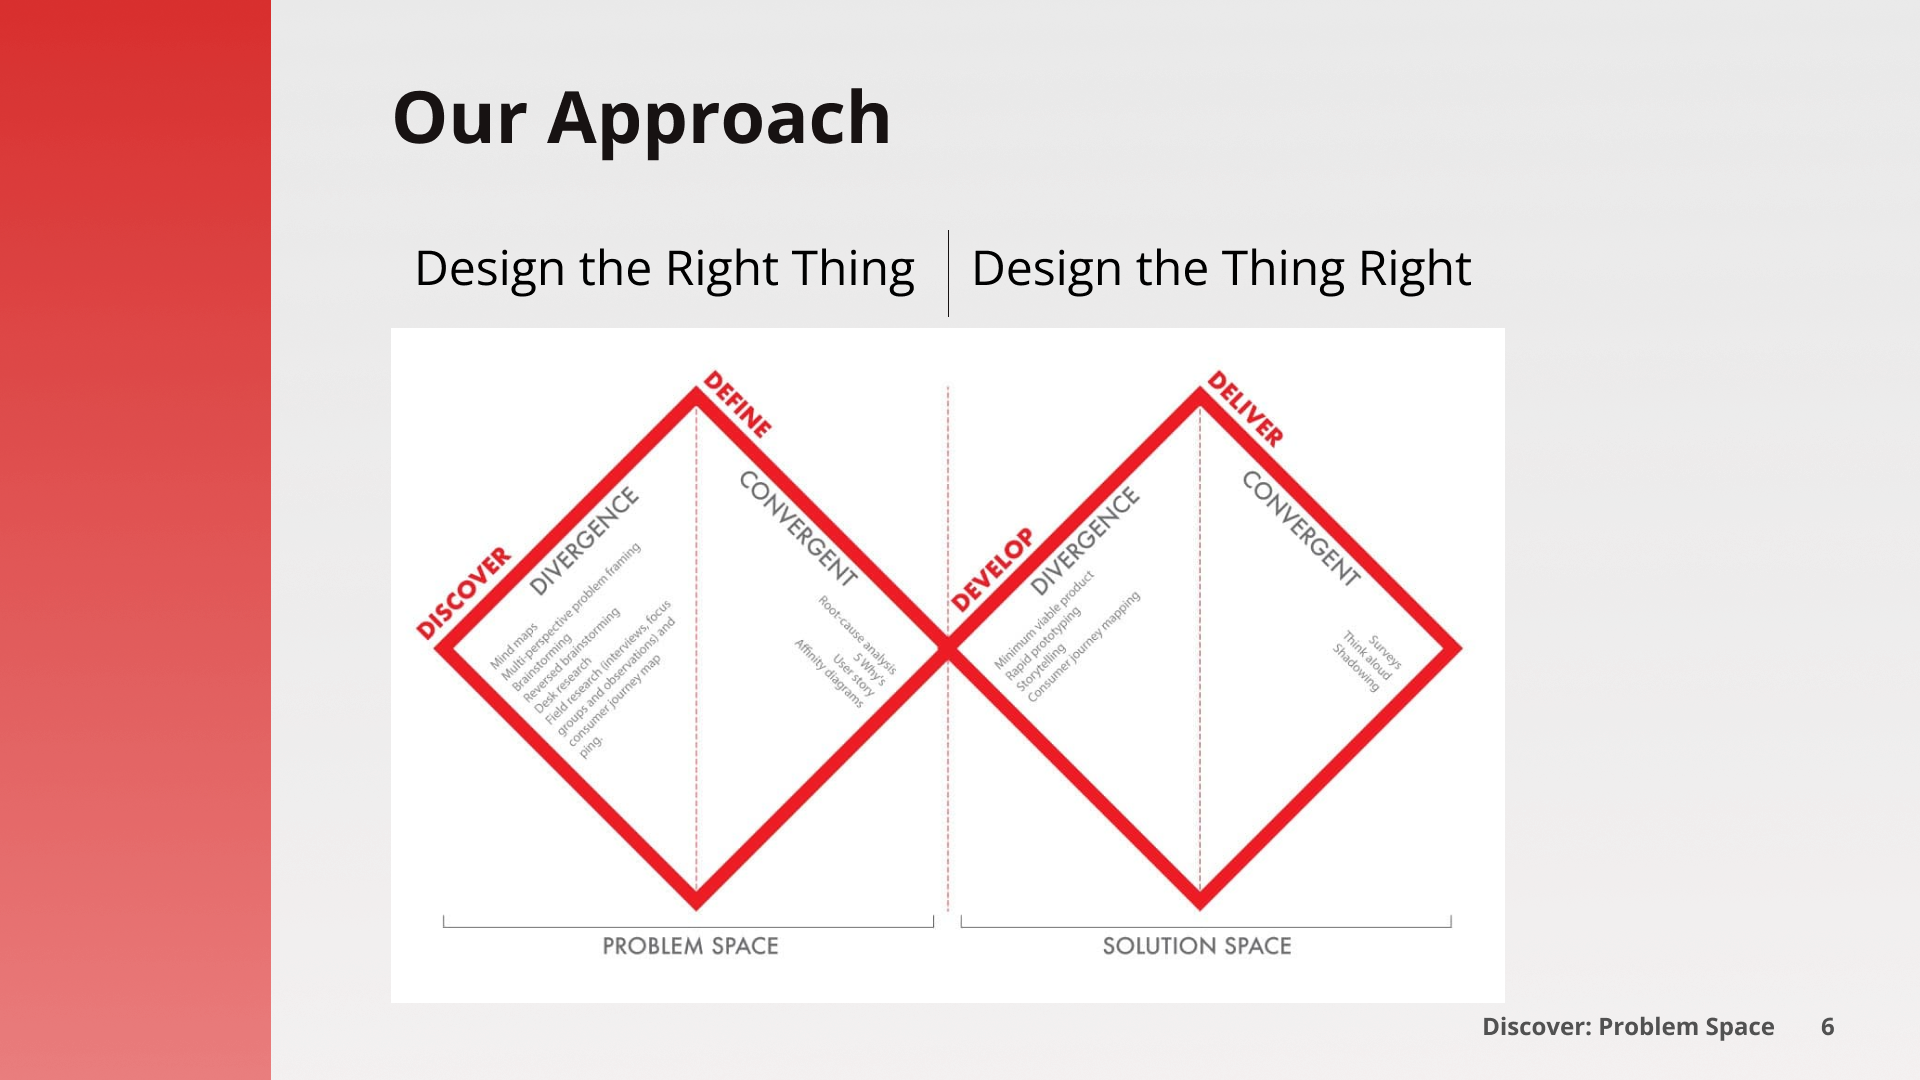 Our Approach
Design the Right Thing
Design the Thing Right
DISCOVER
DIVERGENCE
Mind maps
Multi-perspective problem framing
Brainstorming
Reversed brainstorming
Desk research
Field research (interviews, focus
groups and observations) and
consumer journey map
ping.
DEFINE
CONVERGENT
Root-cause analysis
5 Why's
User story
Affinity diagrams
DEVELOP
DIVERGENCE
Minimum viable product
Rapid prototyping
Storytelling
Consumer journey mapping
DELIVER
CONVERGENT
Surveys
Think aloud
Shadowing
PROBLEM SPACE
SOLUTION SPACE
Discover: Problem Space
6